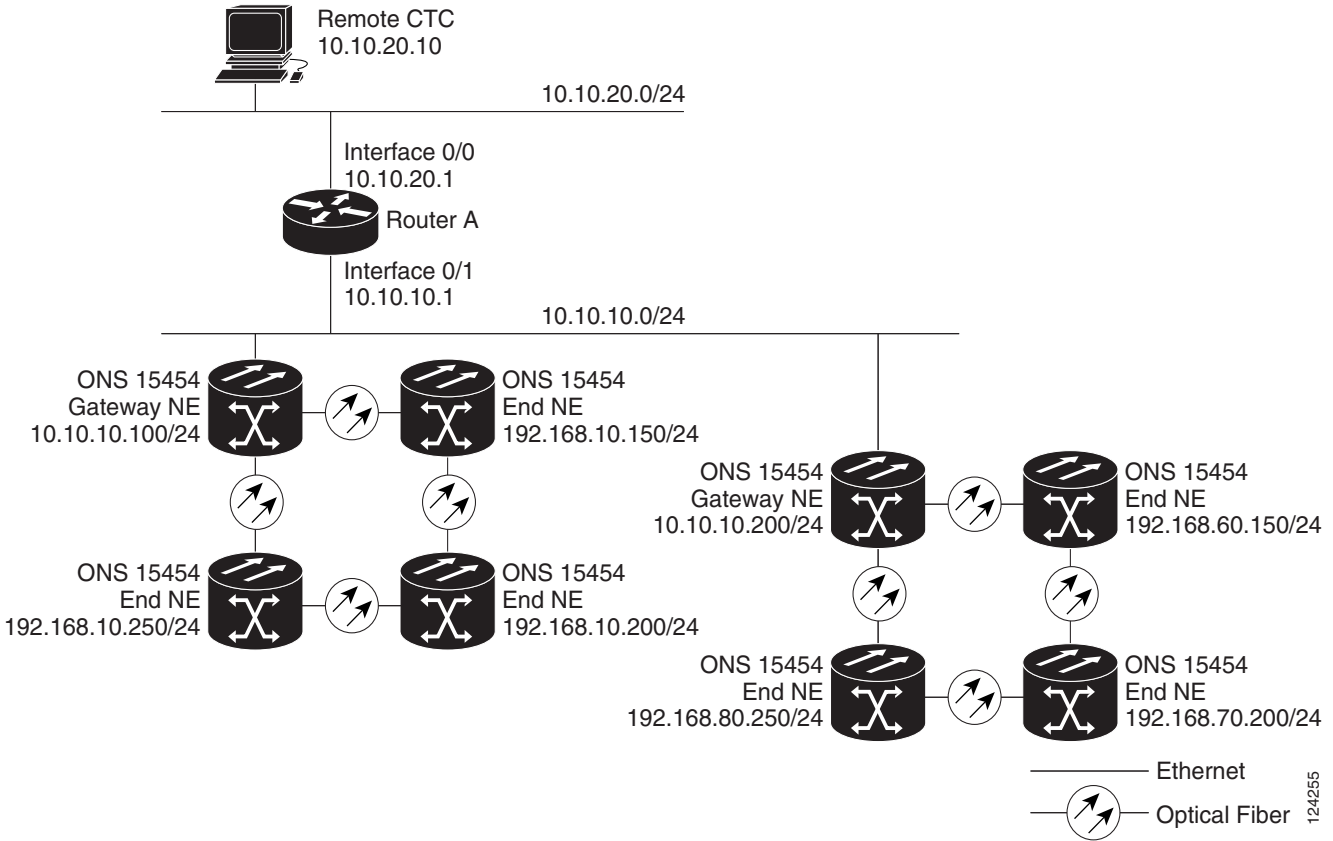 Remote CTC
10.10.20.10
10.10.20.0/24
Interface 0/0
10.10.20.1
Router A
Interface 0/1
10.10.10.1
10.10.10.0/24
ONS 15454
Gateway NE
10.10.10.100/24
ONS 15454
End NE
192.168.10.150/24
ONS 15454
End NE
192.168.10.250/24
ONS 15454
End NE
192.168.10.200/24
ONS 15454
Gateway NE
10.10.10.200/24
ONS 15454
End NE
192.168.60.150/24
ONS 15454
End NE
192.168.80.250/24
ONS 15454
End NE
192.168.70.200/24
Ethernet
Optical Fiber
124255